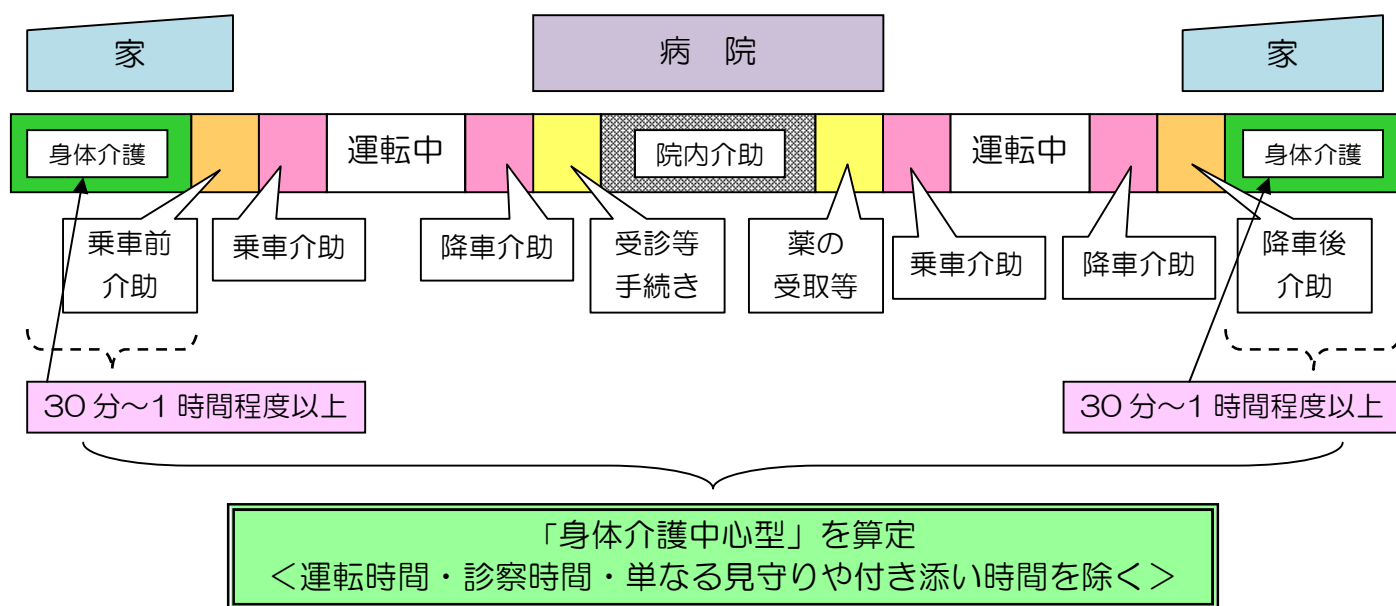 家
病　院
家
身体介護
運転中
院内介助
運転中
身体介護
乗車前
介助
乗車介助
降車介助
受診等
手続き
薬の
受取等
乗車介助
降車介助
降車後
介助
30分～1時間程度以上
30分～1時間程度以上
「身体介護中心型」を算定
＜運転時間・診察時間・単なる見守りや付き添い時間を除く＞